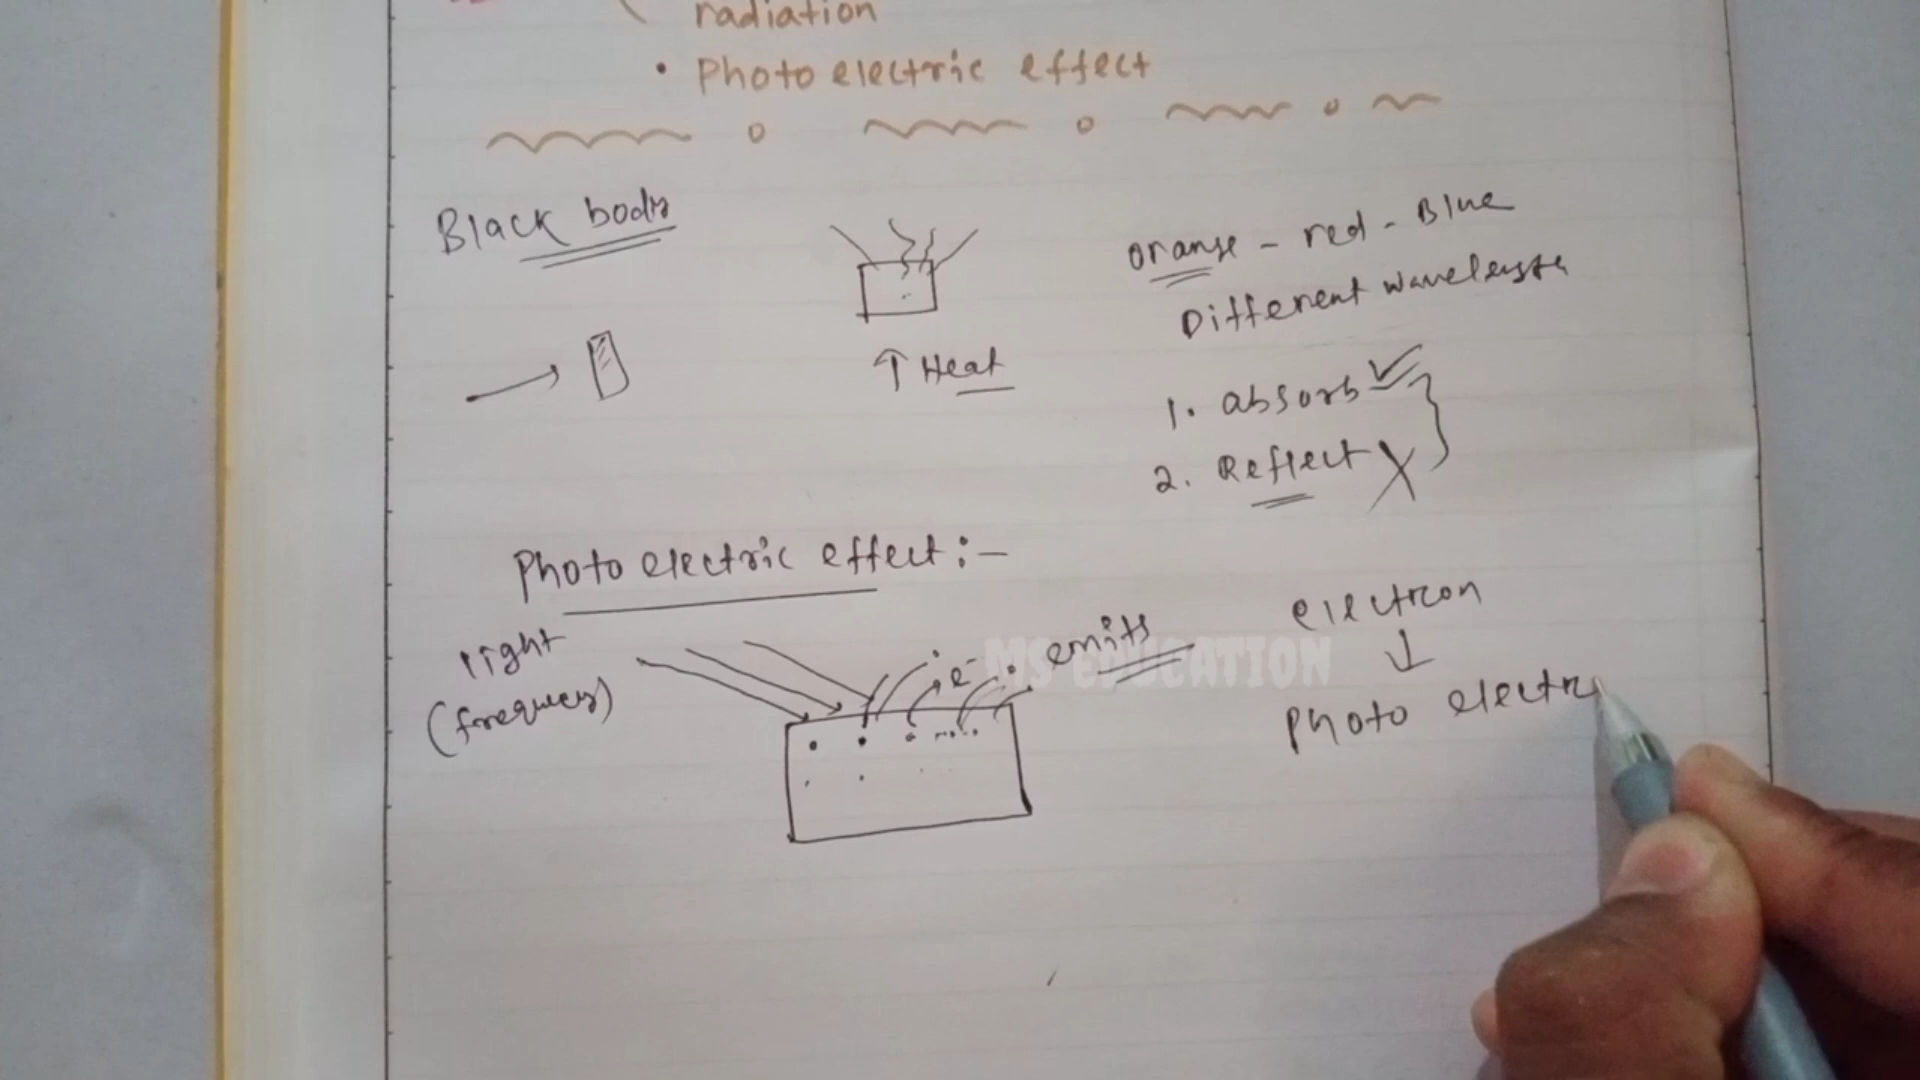 radiation
• Photo electric effect
Black body
orange - red - Blue
Different wavelength
↑ Heat
1. absorb ✓
2. Reflect X
Photo electric effect :-
light
(frequency)
e⁻
emits
MS EDUCATION
electron
↓
Photo electr